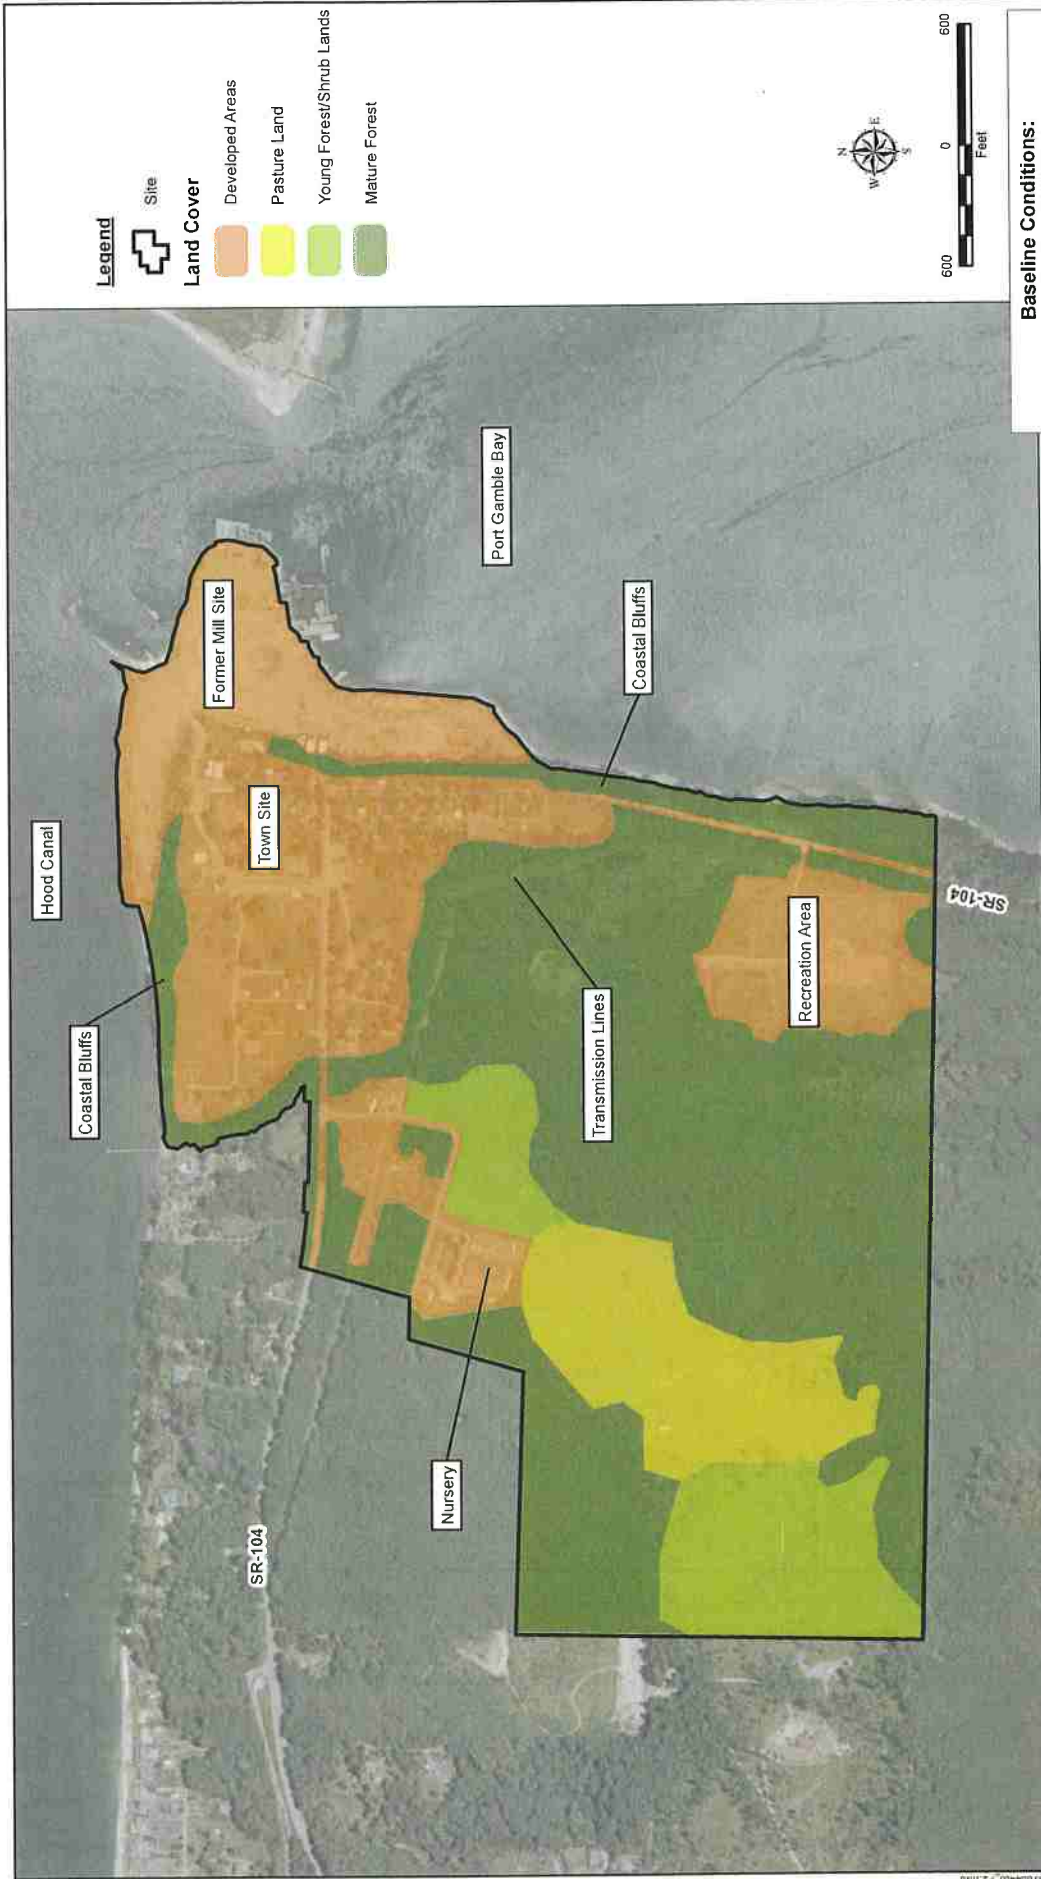 Hood Canal
Coastal Bluffs
Former Mill Site
Town Site
SR-104
Nursery
Port Gamble Bay
Coastal Bluffs
Transmission Lines
Recreation Area
SR-104
Legend
Site
Land Cover
Developed Areas
Pasture Land
Young Forest/Shrub Lands
Mature Forest
N
W
E
S
600 0 600
Feet
Baseline Conditions: